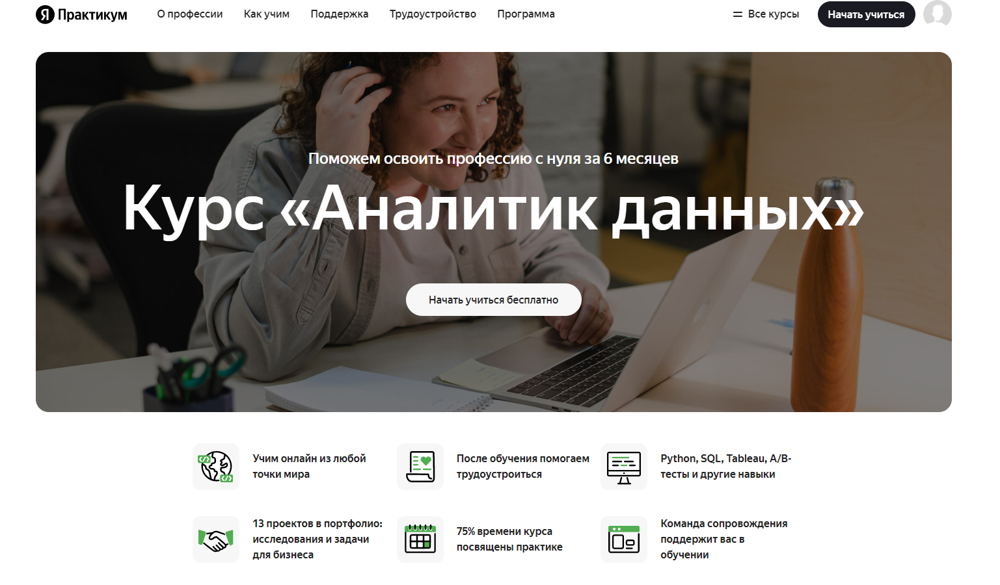 Я Практикум
О профессии
Как учим
Поддержка
Трудоустройство
Программа
Все курсы
Начать учиться
Поможем освоить профессию с нуля за 6 месяцев
Курс «Аналитик данных»
Начать учиться бесплатно
Учим онлайн из любой
точки мира
После обучения помогаем
трудоустроиться
Python, SQL, Tableau, A/B-
тесты и другие навыки
13 проектов в портфолио:
исследования и задачи
для бизнеса
75% времени курса
посвящены практике
Команда сопровождения
поддержит вас в
обучении